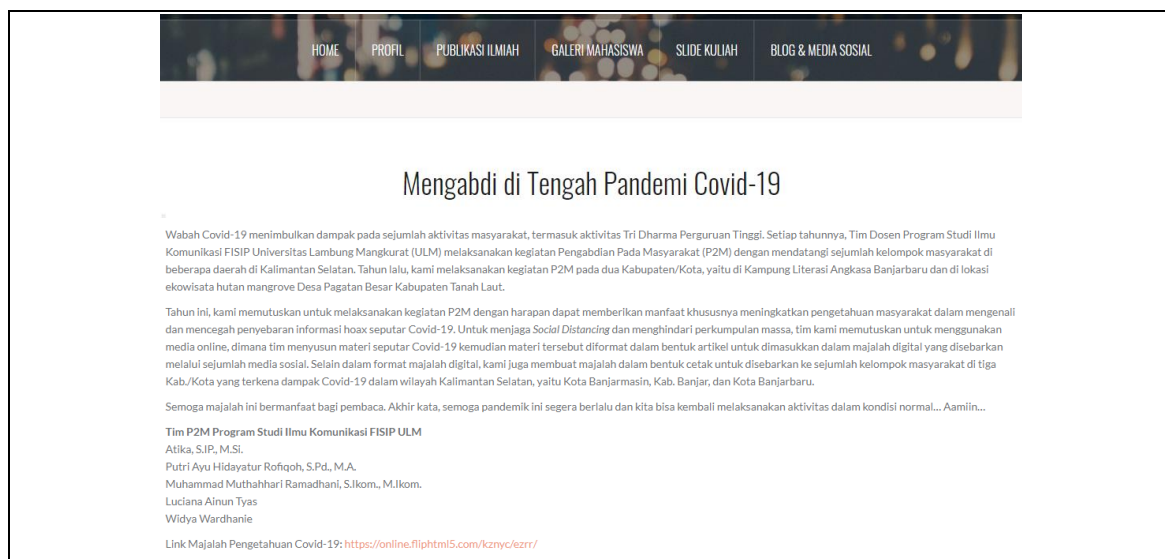 HOME PROFIL PUBLIKASI ILMIAH GALERI MAHASISWA SLIDE KULIAH BLOG & MEDIA SOSIAL
Mengabdi di Tengah Pandemi Covid-19
Wabah Covid-19 menimbulkan dampak pada sejumlah aktivitas masyarakat, termasuk aktivitas Tri Dharma Perguruan Tinggi. Setiap tahunnya, Tim Dosen Program Studi Ilmu
Komunikasi FISIP Universitas Lambung Mangkurat (ULM) melaksanakan kegiatan Pengabdian Pada Masyarakat (P2M) dengan mendatangi sejumlah kelompok masyarakat di
beberapa daerah di Kalimantan Selatan. Tahun lalu, kami melaksanakan kegiatan P2M pada dua Kabupaten/Kota, yaitu di Kampung Literasi Angkasa Banjarbaru dan di lokasi
ekowisata hutan mangrove Desa Pagatan Besar Kabupaten Tanah Laut.
Tahun ini, kami memutuskan untuk melaksanakan kegiatan P2M dengan harapan dapat memberikan manfaat khususnya meningkatkan pengetahuan masyarakat dalam mengenali
dan mencegah penyebaran informasi hoax seputar Covid-19. Untuk menjaga Social Distancing dan menghindari perkumpulan massa, tim kami memutuskan untuk menggunakan
media online, dimana tim menyusun materi seputar Covid-19 kemudian materi tersebut diformat dalam bentuk artikel untuk dimasukkan dalam majalah digital yang disebarkan
melalui sejumlah media sosial. Selain dalam format majalah digital, kami juga membuat majalah dalam bentuk cetak untuk disebarkan ke sejumlah kelompok masyarakat di tiga
Kab./Kota yang terkena dampak Covid-19 dalam wilayah Kalimantan Selatan, yaitu Kota Banjarmasin, Kab. Banjar, dan Kota Banjarbaru.
Semoga majalah ini bermanfaat bagi pembaca. Akhir kata, semoga pandemik ini segera berlalu dan kita bisa kembali melaksanakan aktivitas dalam kondisi normal... Aamiin...
Tim P2M Program Studi Ilmu Komunikasi FISIP ULM
Atika, S.IP., M.Si.
Putri Ayu Hidayatur Rofiqoh, S.Pd., M.A.
Muhammad Muthahhari Ramadhani, S.Ikom., M.Ikom.
Luciana Ainun Tyas
Widya Wardhanie
Link Majalah Pengetahuan Covid-19: https://online.fliphtml5.com/kznyc/ezrr/